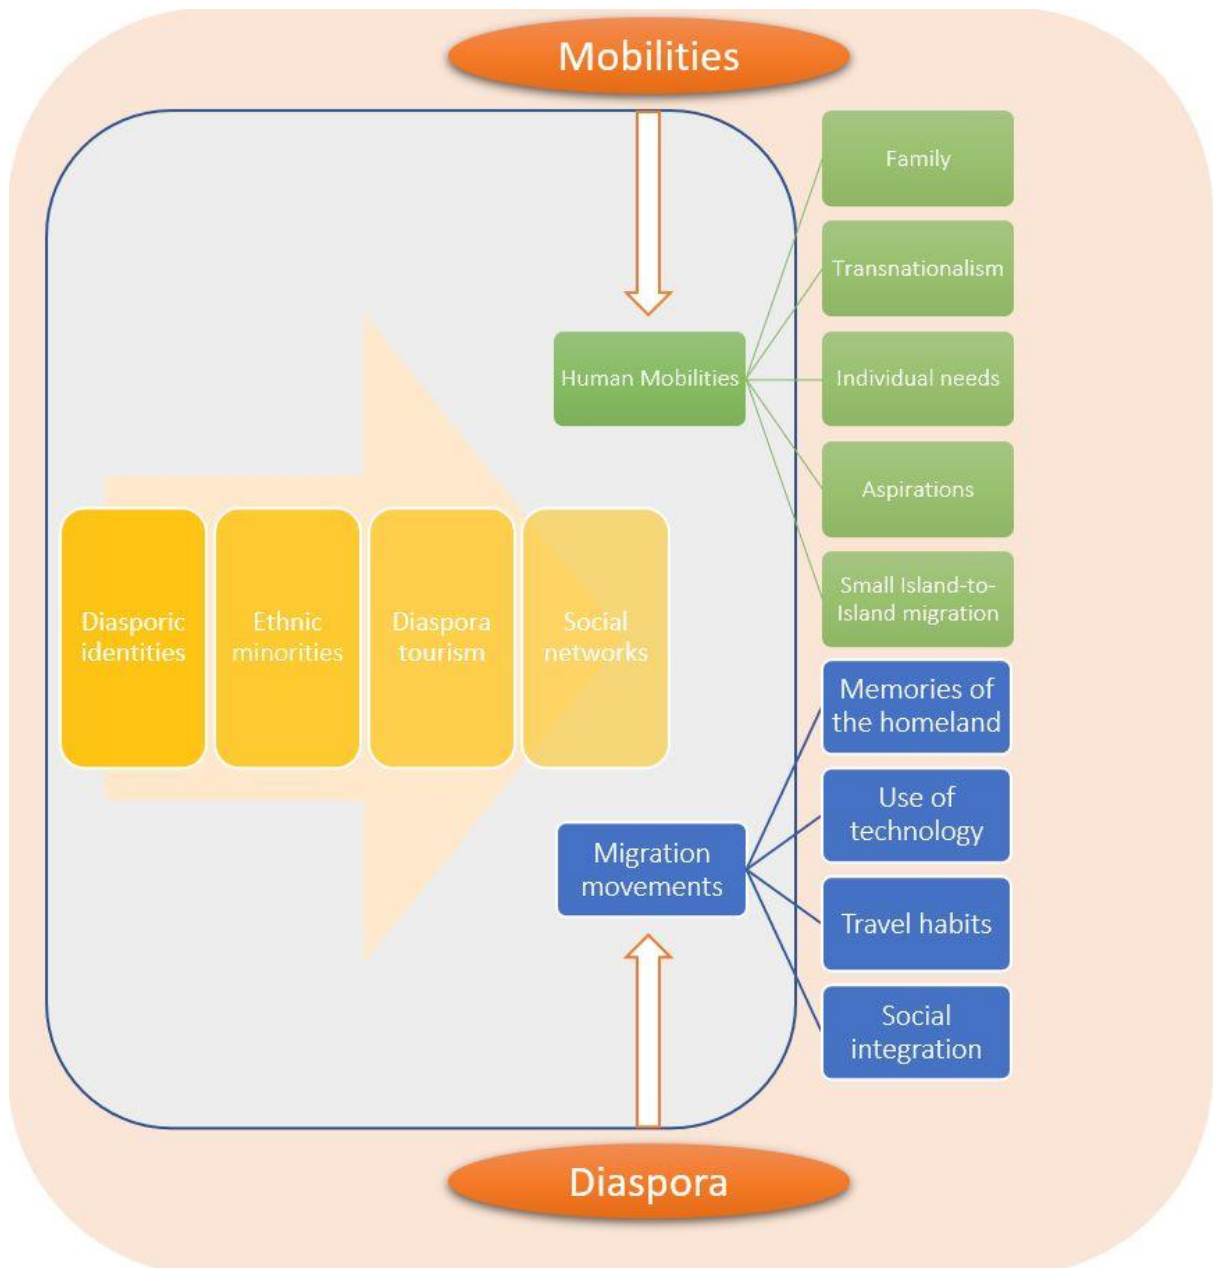 Mobilities
Family
Transnationalism
Human Mobilities
Individual needs
Aspirations
Small Island-to-
Island migration
Diasporic
identities
Ethnic
minorities
Diaspora
tourism
Social
networks
Memories of
the homeland
Use of
technology
Migration
movements
Travel habits
Social
integration
Diaspora